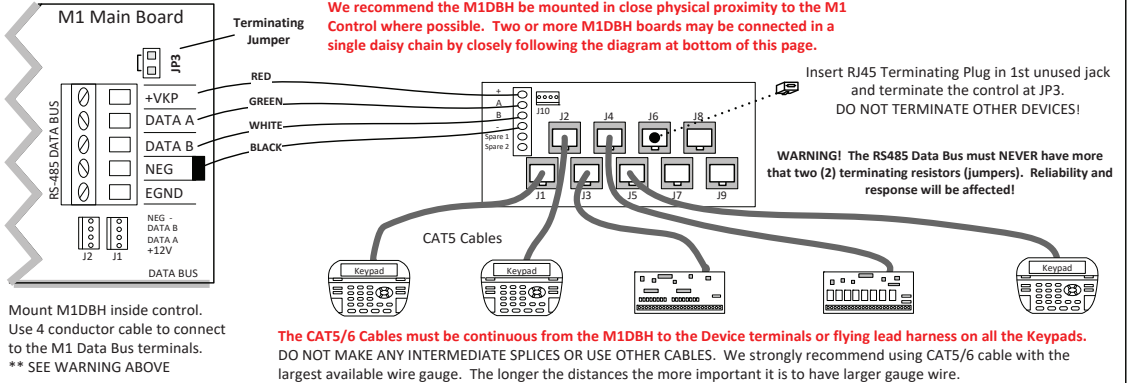 M1 Main Board
Terminating
Jumper
JP3
We recommend the M1DBH be mounted in close physical proximity to the M1
Control where possible. Two or more M1DBH boards may be connected in a
single daisy chain by closely following the diagram at bottom of this page.
RS-485 DATA BUS
+VKP
DATA A
DATA B
NEG
EGND
RED
GREEN
WHITE
BLACK
+
A
B
-
Spare 1
Spare 2
J10
J2
J4
J6
J8
J1
J3
J5
J7
J9
Insert RJ45 Terminating Plug in 1st unused jack
and terminate the control at JP3.
DO NOT TERMINATE OTHER DEVICES!
WARNING! The RS485 Data Bus must NEVER have more
that two (2) terminating resistors (jumpers). Reliability and
response will be affected!
J2
J1
NEG -
DATA B
DATA A
+12V
DATA BUS
CAT5 Cables
Keypad
Keypad
Keypad
Mount M1DBH inside control.
Use 4 conductor cable to connect
to the M1 Data Bus terminals.
** SEE WARNING ABOVE
The CAT5/6 Cables must be continuous from the M1DBH to the Device terminals or flying lead harness on all the Keypads.
DO NOT MAKE ANY INTERMEDIATE SPLICES OR USE OTHER CABLES. We strongly recommend using CAT5/6 cable with the
largest available wire gauge. The longer the distances the more important it is to have larger gauge wire.